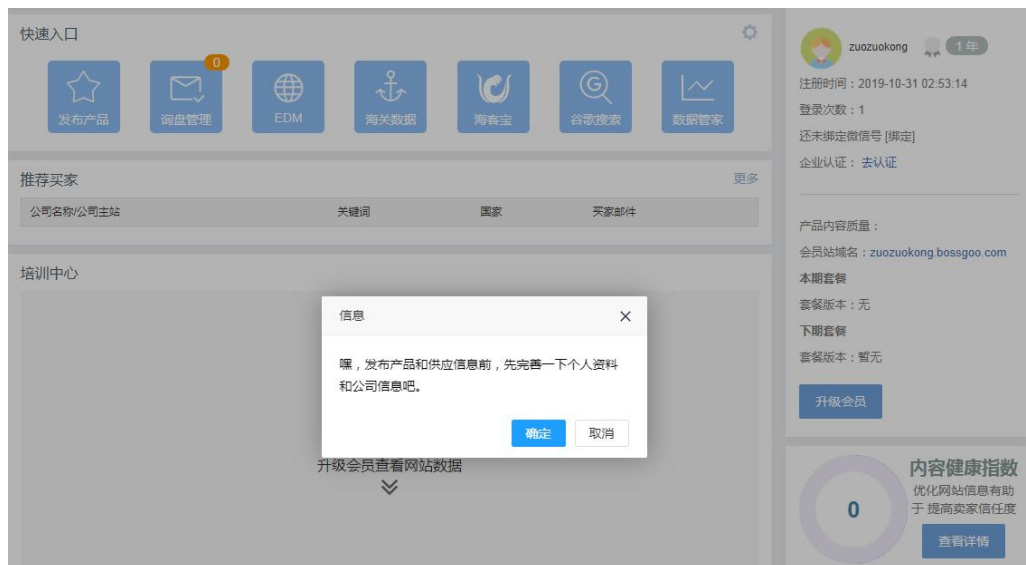 快速入口
0
发布产品
询盘管理
EDM
海关数据
海客宝
谷歌搜索
数据管家
推荐买家
更多
公司名称/公司主站 关键词 国家 买家邮件
培训中心
信息
嘿，发布产品和供应信息前，先完善一下个人资料
和公司信息吧。
确定
取消
升级会员查看网站数据
zuozuokong
1年
注册时间：2019-10-31 02:53:14
登录次数：1
还未绑定微信号 [绑定]
企业认证： 去认证
产品内容质量：
会员站域名：zuozuokong.bossgoo.com
本期套餐
套餐版本：无
下期套餐
套餐版本：暂无
升级会员
0
内容健康指数
优化网站信息有助
于 提高卖家信任度
查看详情